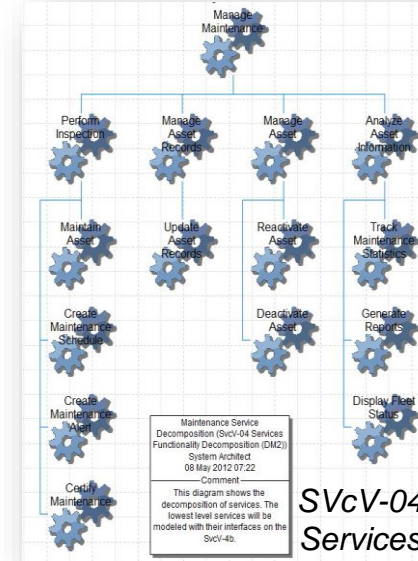 Manage
Maintenance
Perform
Inspection
Manage
Asset
Records
Manage
Asset
Analyze
Asset
Information
Maintain
Asset
Update
Asset
Records
Reactivate
Asset
Track
Maintenance
Statistics
Create
Maintenance
Schedule
Deactivate
Asset
Generate
Reports
Create
Maintenance
Alert
Display Fleet
Status
Certify
Maintenance
Maintenance Service
Decomposition (SvcV-04 Services
Functionality Decomposition (DM2))
System Architect
08 May 2012 07:22
Comment
This diagram shows the
decomposition of services. The
lowest level services will be
modeled with their interfaces on the
SvcV-4b.
SVcV-04
Services